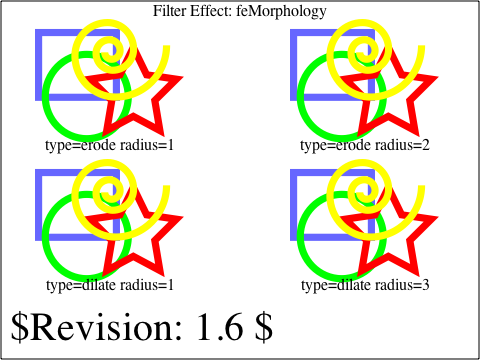 Filter Effect: feMorphology
type=erode radius=1
type=erode radius=2
type=dilate radius=1
type=dilate radius=3
$Revision: 1.6 $